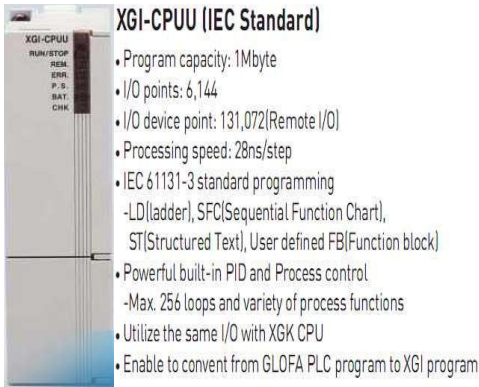 XGI-CPUU (IEC Standard)
XGI-CPUU
RUN/STOP
REM.
ERR.
P. S.
BAT.
CHK
• Program capacity: 1Mbyte
• I/O points: 6,144
• I/O device point: 131,072(Remote I/O)
• Processing speed: 28ns/step
• IEC 61131-3 standard programming
-LD(ladder), SFC(Sequential Function Chart),
ST(Structured Text), User defined FB(Function block)
• Powerful built-in PID and Process control
-Max. 256 loops and variety of process functions
• Utilize the same I/O with XGK CPU
• Enable to convent from GLOFA PLC program to XGI program